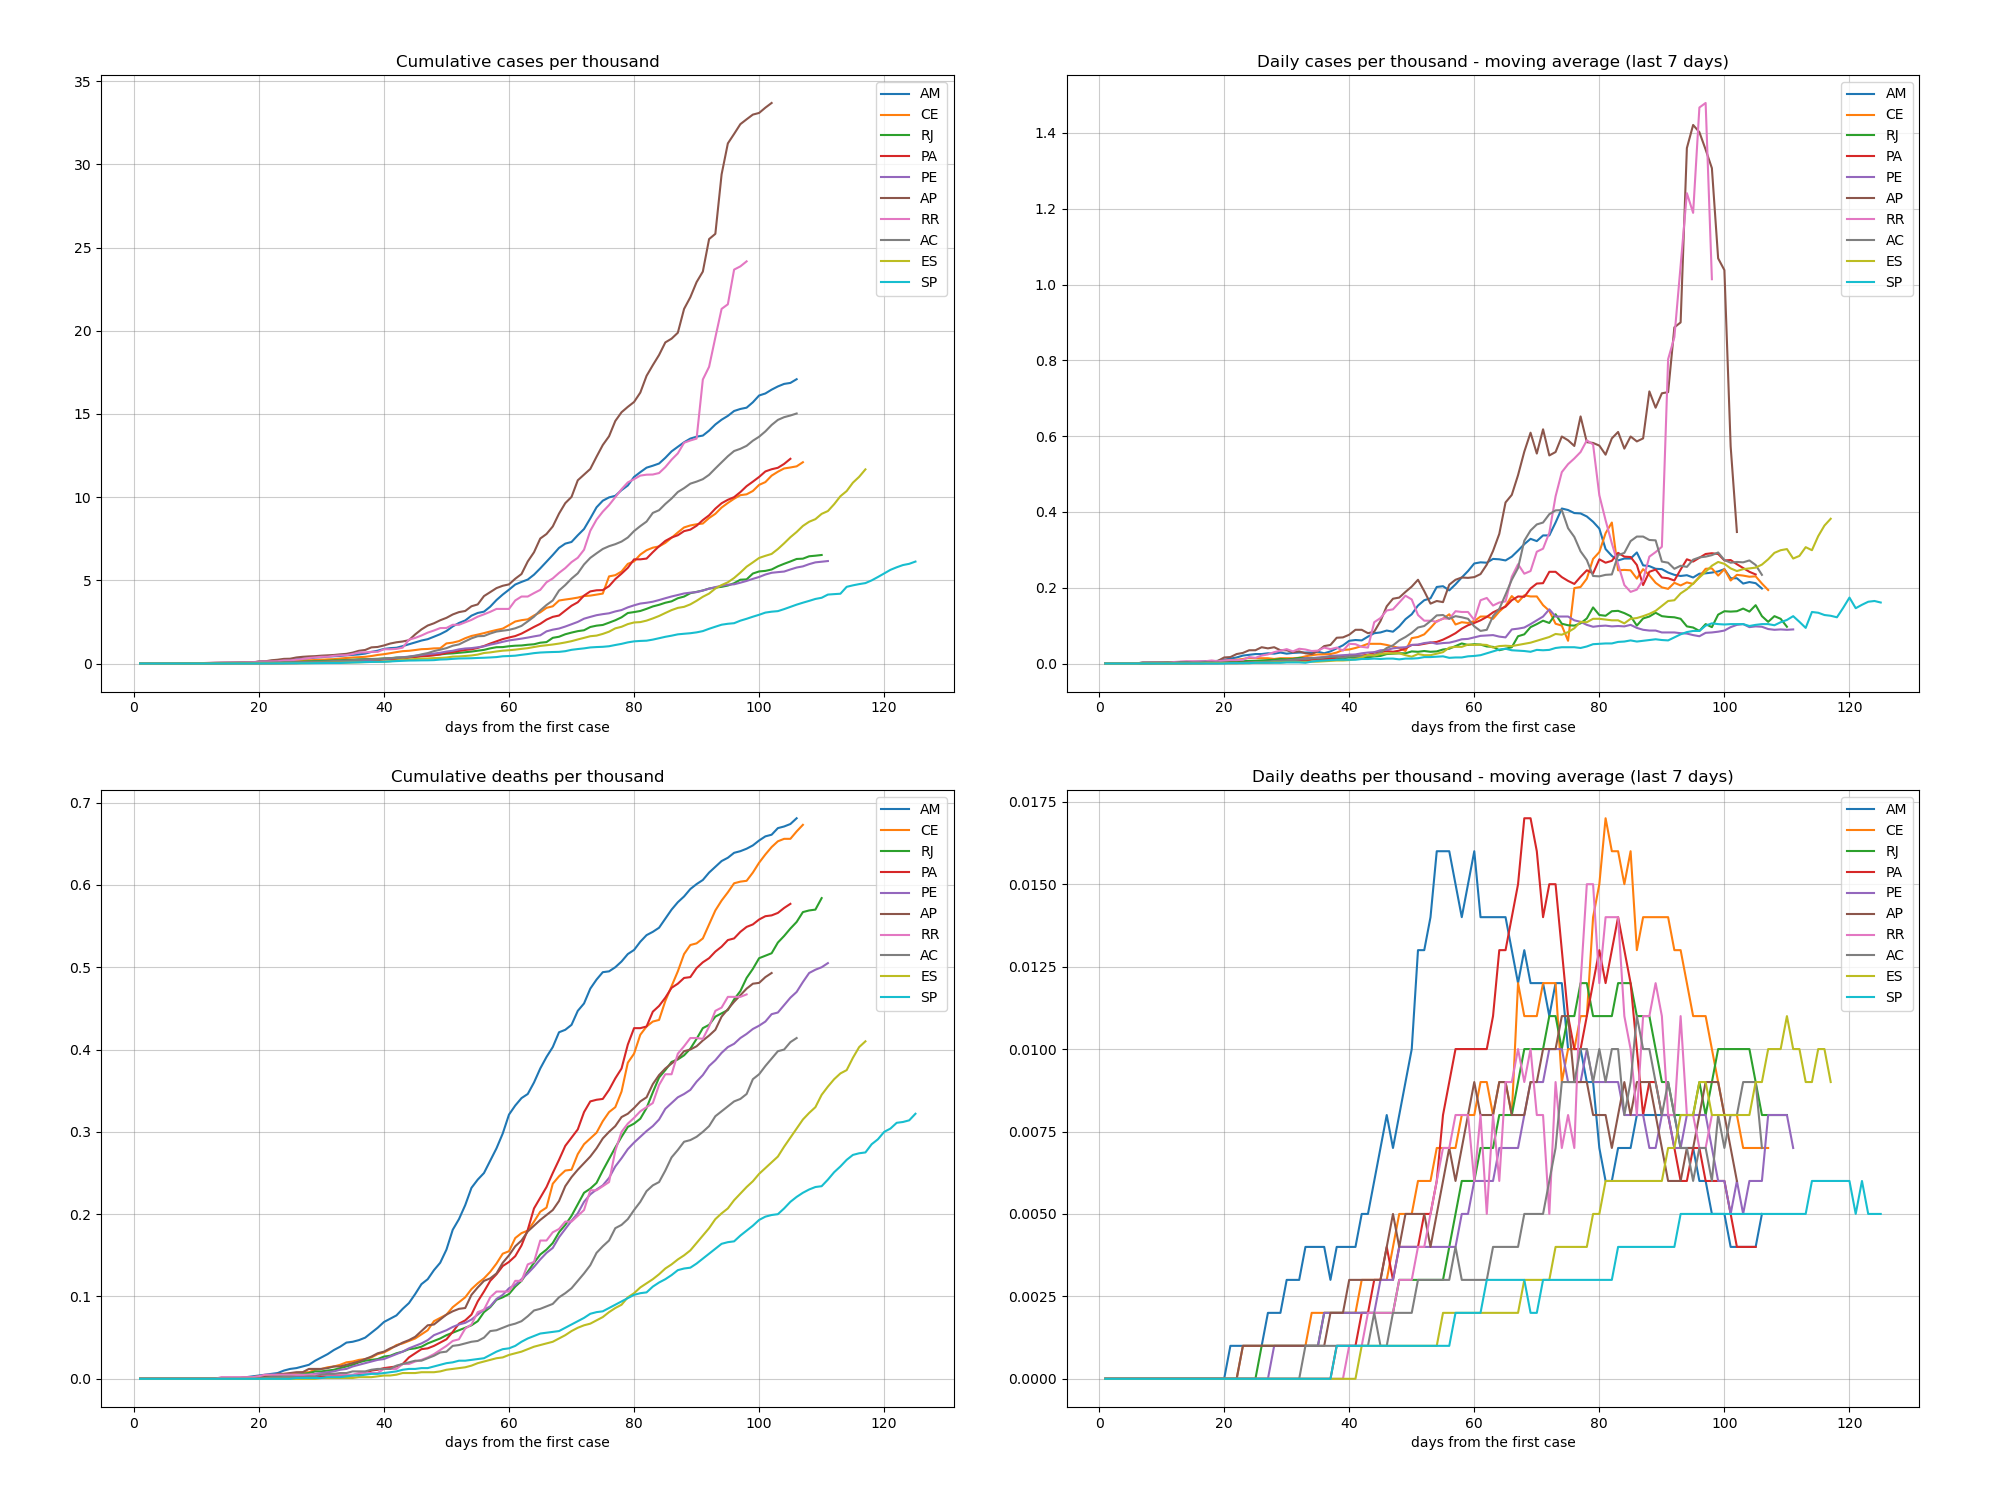 Cumulative cases per thousand
35
30
25
20
15
10
5
0
AM
CE
RJ
PA
PE
AP
RR
AC
ES
SP
0 20 40 60 80 100 120
days from the first case
Daily cases per thousand - moving average (last 7 days)
1.4
1.2
1.0
0.8
0.6
0.4
0.2
0.0
AM
CE
RJ
PA
PE
AP
RR
AC
ES
SP
0 20 40 60 80 100 120
days from the first case
Cumulative deaths per thousand
0.7
0.6
0.5
0.4
0.3
0.2
0.1
0.0
AM
CE
RJ
PA
PE
AP
RR
AC
ES
SP
0 20 40 60 80 100 120
days from the first case
Daily deaths per thousand - moving average (last 7 days)
0.0175
0.0150
0.0125
0.0100
0.0075
0.0050
0.0025
0.0000
AM
CE
RJ
PA
PE
AP
RR
AC
ES
SP
0 20 40 60 80 100 120
days from the first case